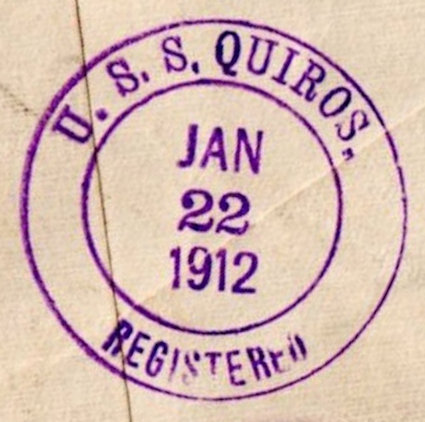 U. S. S. QUIROS.
JAN
22
1912
REGISTERED